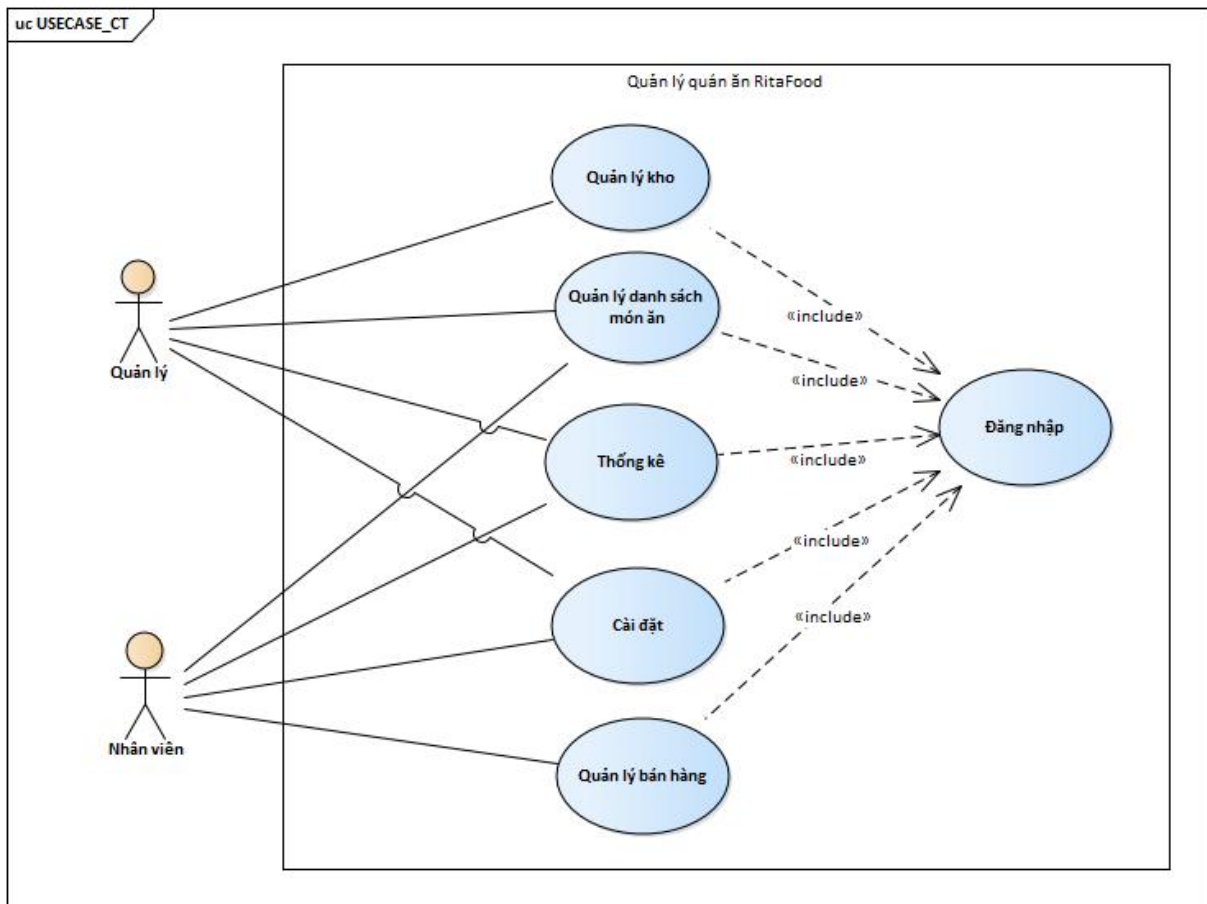 uc USECASE_CT
Quản lý quán ăn RitaFood
Quản lý kho
Quản lý danh sách
món ăn
«include»
«include»
Quản lý
Đăng nhập
Thống kê
«include»
«include»
Cài đặt
«include»
Nhân viên
Quản lý bán hàng